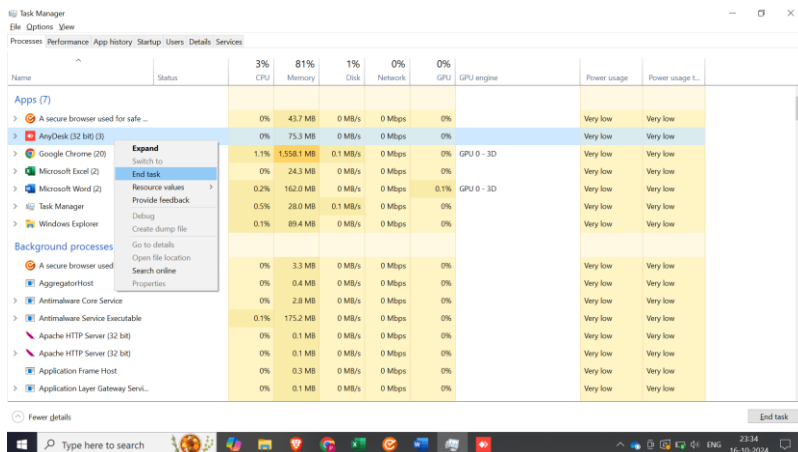 Task Manager
File Options View
Processes Performance App history Startup Users Details Services
3% 81% 1% 0% 0%
Name Status CPU Memory Disk Network GPU GPU engine Power usage Power usage t...
Apps (7)
A secure browser used for safe ... 0% 43.7 MB 0 MB/s 0 Mbps 0% Very low Very low
AnyDesk (32 bit) (3) 0% 75.3 MB 0 MB/s 0 Mbps 0% Very low Very low
Google Chrome (20) 1.1% 1,558.1 MB 0.1 MB/s 0 Mbps 0% GPU 0 - 3D Very low Very low
Microsoft Excel (2) 0% 24.3 MB 0 MB/s 0 Mbps 0% Very low Very low
Microsoft Word (2) 0.2% 162.0 MB 0 MB/s 0 Mbps 0.1% GPU 0 - 3D Very low Very low
Task Manager 0.5% 28.0 MB 0.1 MB/s 0 Mbps 0% Very low Very low
Windows Explorer 0.1% 89.4 MB 0 MB/s 0 Mbps 0% Very low Very low
Background processes
A secure browser used 0% 3.3 MB 0 MB/s 0 Mbps 0% Very low Very low
AggregatorHost 0% 0.4 MB 0 MB/s 0 Mbps 0% Very low Very low
Antimalware Core Service 0% 2.8 MB 0 MB/s 0 Mbps 0% Very low Very low
Antimalware Service Executable 0.1% 175.2 MB 0 MB/s 0 Mbps 0% Very low Very low
Apache HTTP Server (32 bit) 0% 0.1 MB 0 MB/s 0 Mbps 0% Very low Very low
Apache HTTP Server (32 bit) 0% 0.1 MB 0 MB/s 0 Mbps 0% Very low Very low
Application Frame Host 0% 0.3 MB 0 MB/s 0 Mbps 0% Very low Very low
Application Layer Gateway Servi... 0% 0.1 MB 0 MB/s 0 Mbps 0% Very low Very low
Expand
Switch to
End task
Resource values
Provide feedback
Debug
Create dump file
Go to details
Open file location
Search online
Properties
Fewer details End task
Type here to search ENG 23:34
16-10-2024